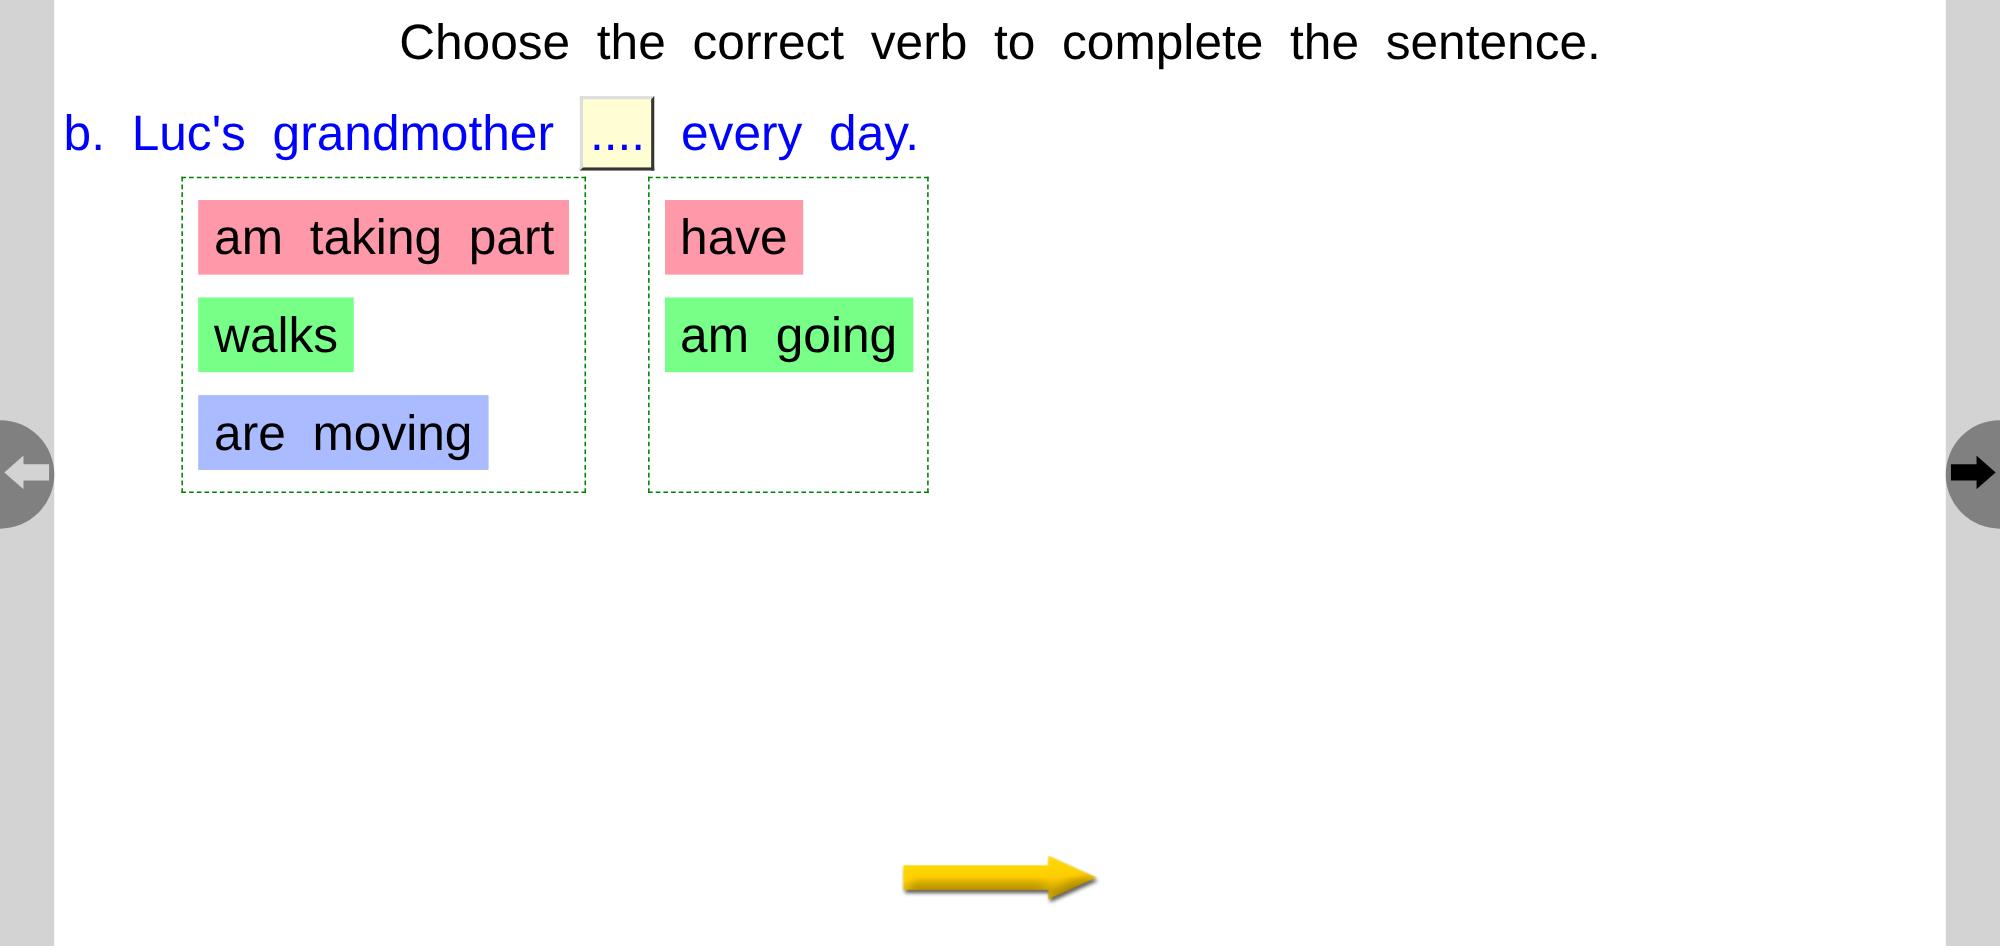 Choose the correct verb to complete the sentence.
b. Luc's grandmother .... every day.
am taking part
walks
are moving
have
am going